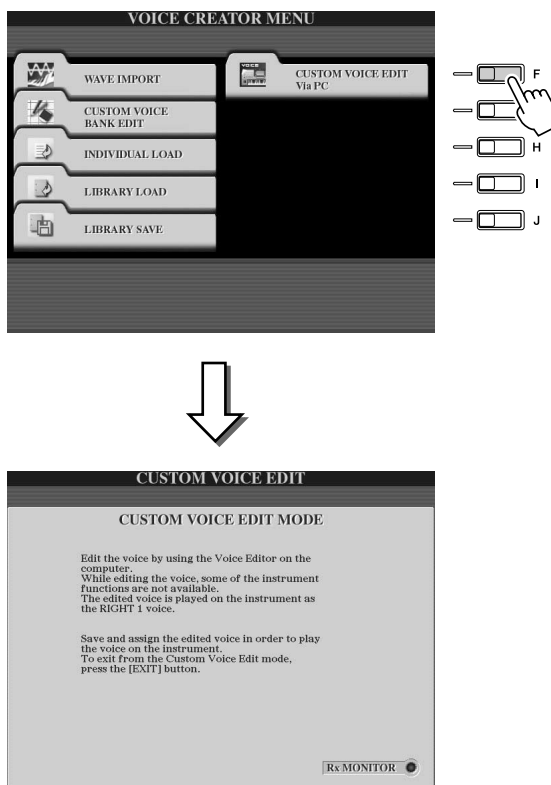 VOICE CREATOR MENU
WAVE IMPORT
CUSTOM VOICE
BANK EDIT
INDIVIDUAL LOAD
LIBRARY LOAD
LIBRARY SAVE
VOICE
CUSTOM VOICE EDIT
Via PC
F
H
I
J
CUSTOM VOICE EDIT
CUSTOM VOICE EDIT MODE
Edit the voice by using the Voice Editor on the
computer.
While editing the voice, some of the instrument
functions are not available.
The edited voice is played on the instrument as
the RIGHT 1 voice.
Save and assign the edited voice in order to play
the voice on the instrument.
To exit from the Custom Voice Edit mode,
press the [EXIT] button.
Rx MONITOR